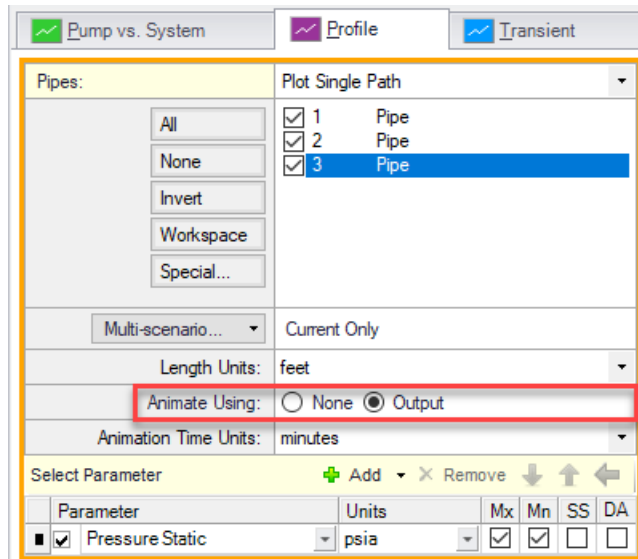 Pump vs. System Profile Transient
Pipes: Plot Single Path
All 1 Pipe
2 Pipe
None 3 Pipe
Invert
Workspace
Special...
Multi-scenario... Current Only
Length Units: feet
Animate Using: None Output
Animation Time Units: minutes
Select Parameter Add Remove
Parameter Units Mx Mn SS DA
Pressure Static psia